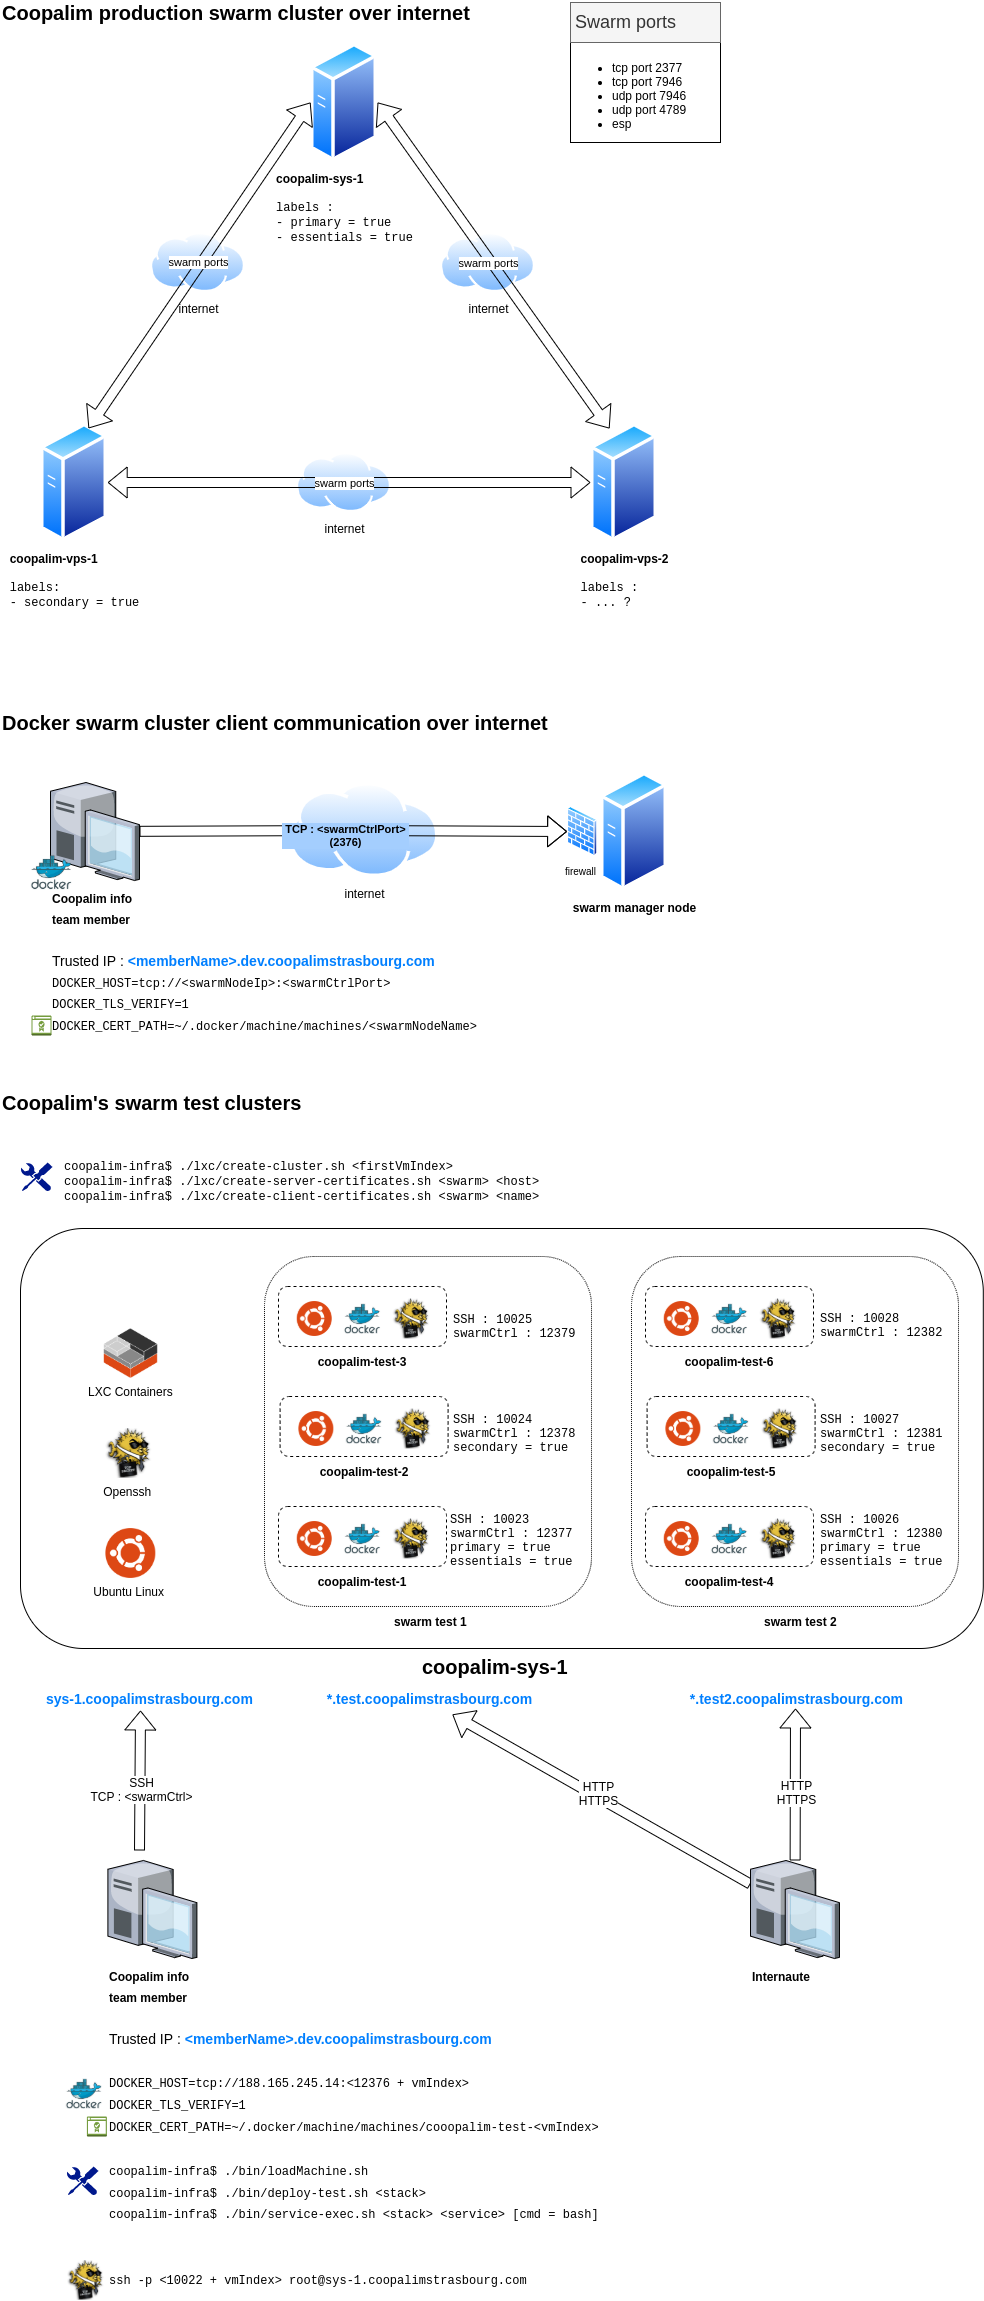 Coopalim production swarm cluster over internet
Swarm ports
tcp port 2377
tcp port 7946
udp port 7946
udp port 4789
esp
coopalim-sys-1
labels :
- primary = true
- essentials = true
swarm ports
internet
swarm ports
internet
swarm ports
internet
coopalim-vps-1
labels:
- secondary = true
coopalim-vps-2
labels :
- ... ?
Docker swarm cluster client communication over internet
TCP : <swarmCtrlPort>
(2376)
internet
firewall
swarm manager node
docker
Coopalim info
team member
Trusted IP : <memberName>.dev.coopalimstrasbourg.com
DOCKER_HOST=tcp://<swarmNodeIp>:<swarmCtrlPort>
DOCKER_TLS_VERIFY=1
DOCKER_CERT_PATH=~/.docker/machine/machines/<swarmNodeName>
Coopalim's swarm test clusters
coopalim-infra$ ./lxc/create-cluster.sh <firstVmIndex>
coopalim-infra$ ./lxc/create-server-certificates.sh <swarm> <host>
coopalim-infra$ ./lxc/create-client-certificates.sh <swarm> <name>
LXC Containers
Openssh
Ubuntu Linux
docker
SSH : 10025
swarmCtrl : 12379
coopalim-test-3
docker
SSH : 10024
swarmCtrl : 12378
secondary = true
coopalim-test-2
docker
SSH : 10023
swarmCtrl : 12377
primary = true
essentials = true
coopalim-test-1
swarm test 1
docker
SSH : 10028
swarmCtrl : 12382
coopalim-test-6
docker
SSH : 10027
swarmCtrl : 12381
secondary = true
coopalim-test-5
docker
SSH : 10026
swarmCtrl : 12380
primary = true
essentials = true
coopalim-test-4
swarm test 2
coopalim-sys-1
sys-1.coopalimstrasbourg.com
*.test.coopalimstrasbourg.com
*.test2.coopalimstrasbourg.com
SSH
TCP : <swarmCtrl>
HTTP
HTTPS
HTTP
HTTPS
Coopalim info
team member
Internaute
Trusted IP : <memberName>.dev.coopalimstrasbourg.com
docker
DOCKER_HOST=tcp://188.165.245.14:<12376 + vmIndex>
DOCKER_TLS_VERIFY=1
DOCKER_CERT_PATH=~/.docker/machine/machines/cooopalim-test-<vmIndex>
coopalim-infra$ ./bin/loadMachine.sh
coopalim-infra$ ./bin/deploy-test.sh <stack>
coopalim-infra$ ./bin/service-exec.sh <stack> <service> [cmd = bash]
ssh -p <10022 + vmIndex> root@sys-1.coopalimstrasbourg.com